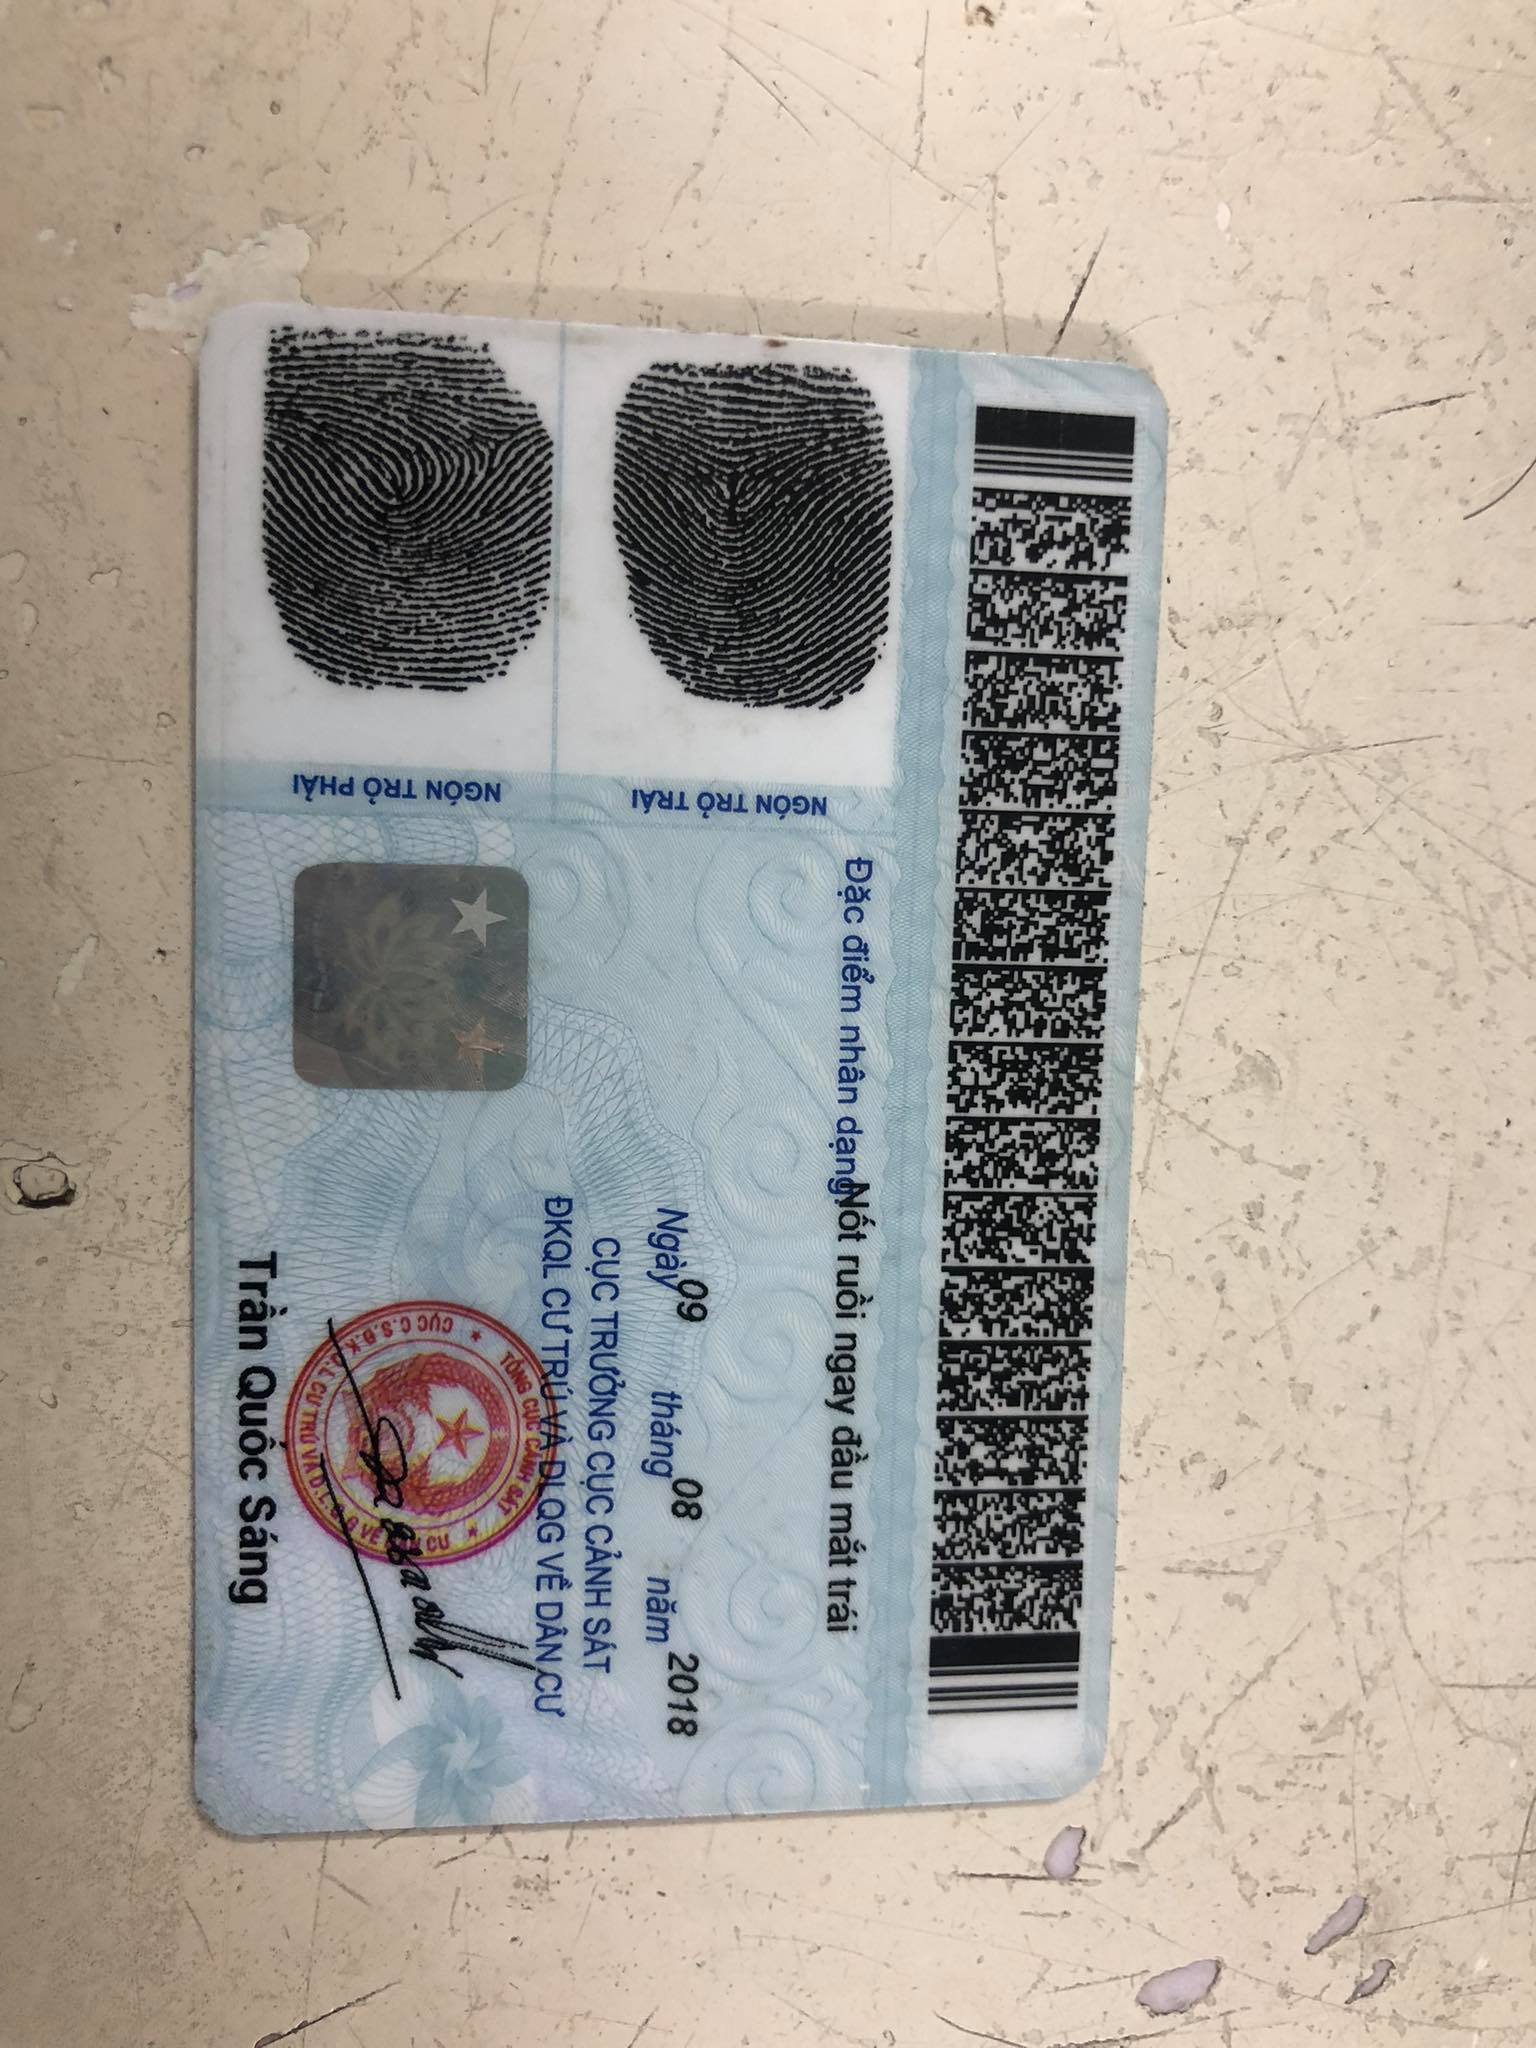 Đặc điểm nhân dạng Nốt ruồi ngay đầu mắt trái
NGÓN TRỎ TRÁI
NGÓN TRỎ PHẢI
Ngày 09 tháng 08 năm 2018
CỤC TRƯỞNG CỤC CẢNH SÁT
ĐKQL CƯ TRÚ VÀ DLQG VỀ DÂN CƯ
TỔNG CỤC CẢNH SÁT
CỤC C.S.Đ.K.Q.L CƯ TRÚ VÀ D.L.Q.G VỀ DÂN CƯ
Trần Quốc Sáng